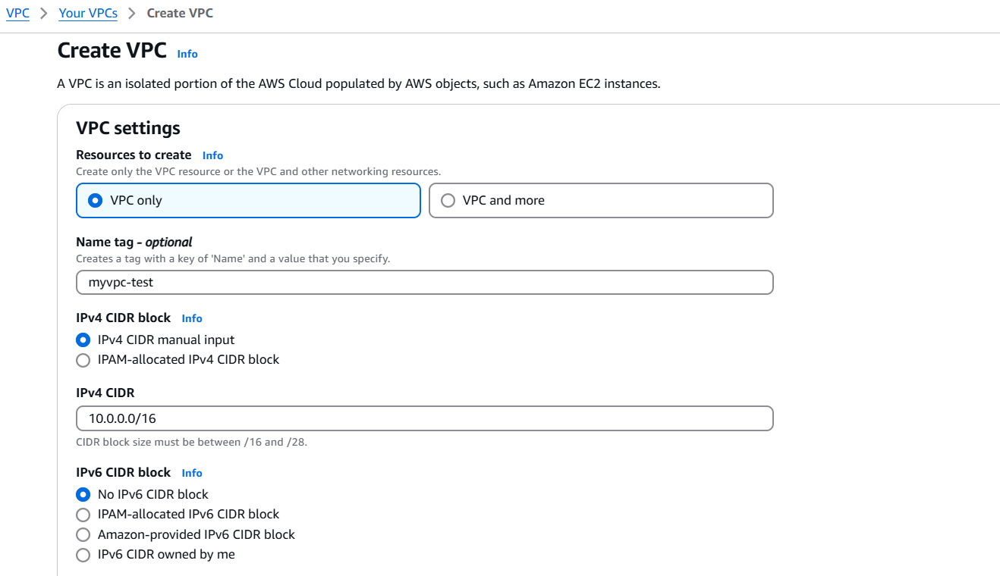 VPC > Your VPCs > Create VPC
Create VPC Info
A VPC is an isolated portion of the AWS Cloud populated by AWS objects, such as Amazon EC2 instances.
VPC settings
Resources to create Info
Create only the VPC resource or the VPC and other networking resources.
VPC only VPC and more
Name tag - optional
Creates a tag with a key of 'Name' and a value that you specify.
myvpc-test
IPv4 CIDR block Info
IPv4 CIDR manual input
IPAM-allocated IPv4 CIDR block
IPv4 CIDR
10.0.0.0/16
CIDR block size must be between /16 and /28.
IPv6 CIDR block Info
No IPv6 CIDR block
IPAM-allocated IPv6 CIDR block
Amazon-provided IPv6 CIDR block
IPv6 CIDR owned by me